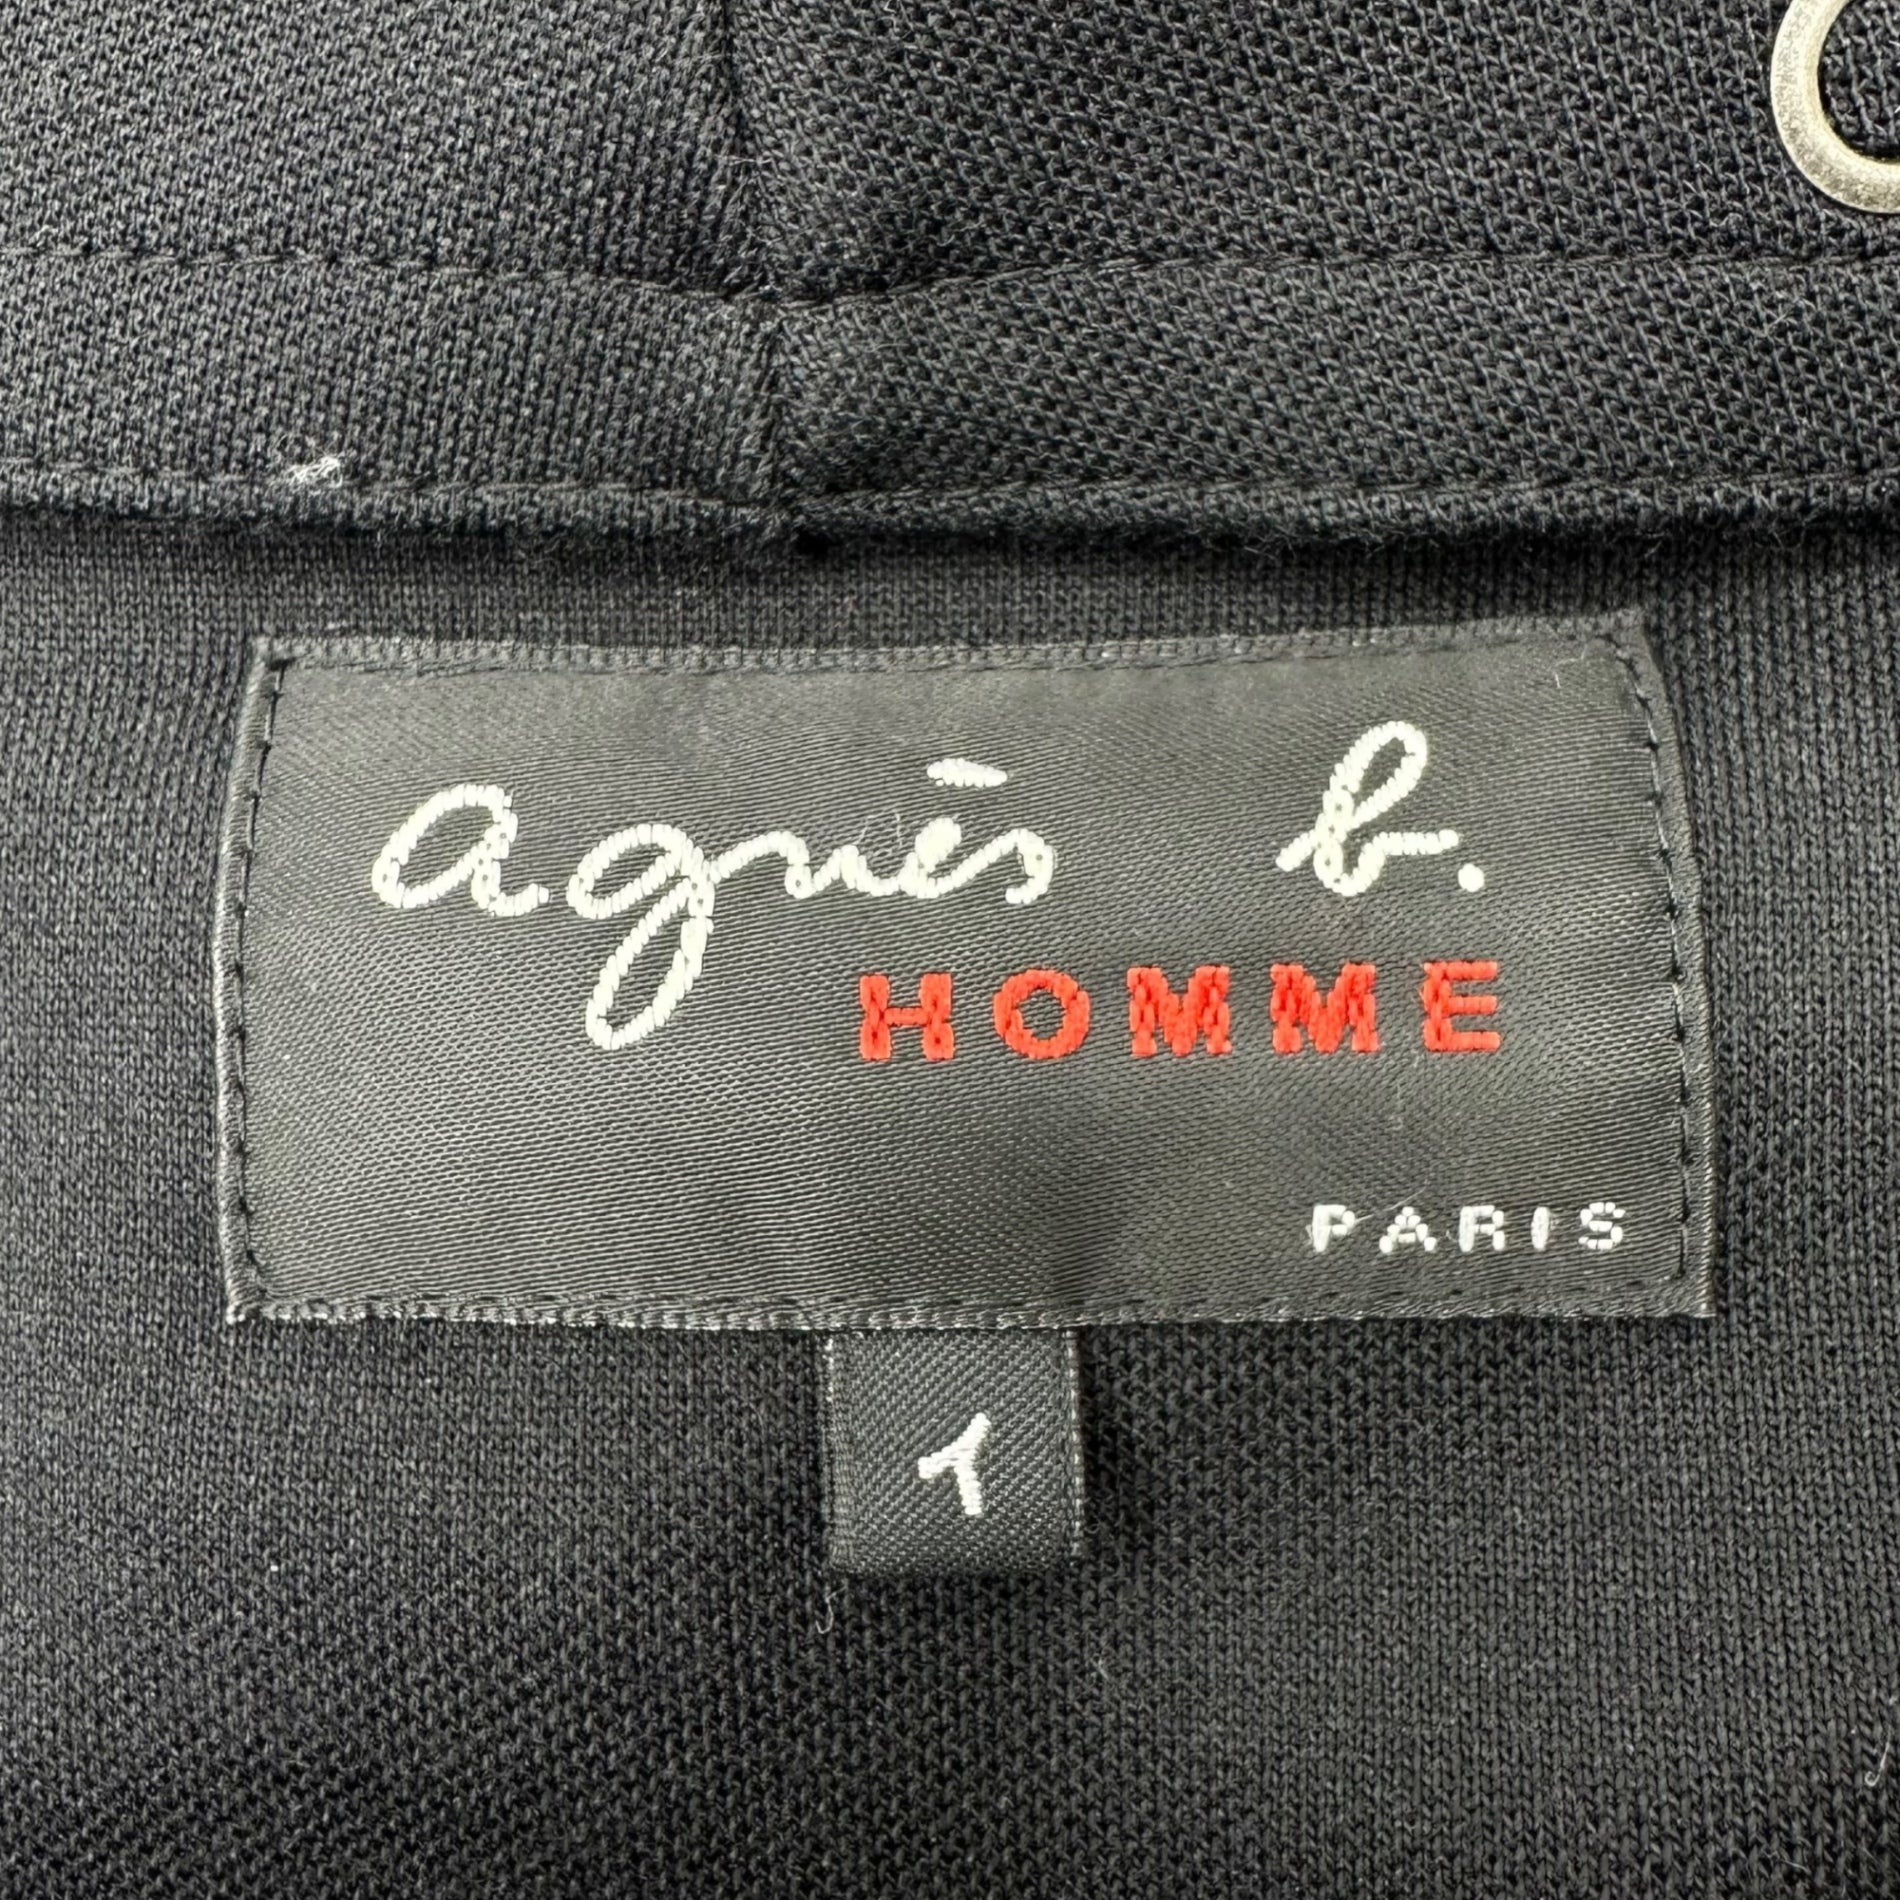 agnès b.
HOMME
PARIS
1